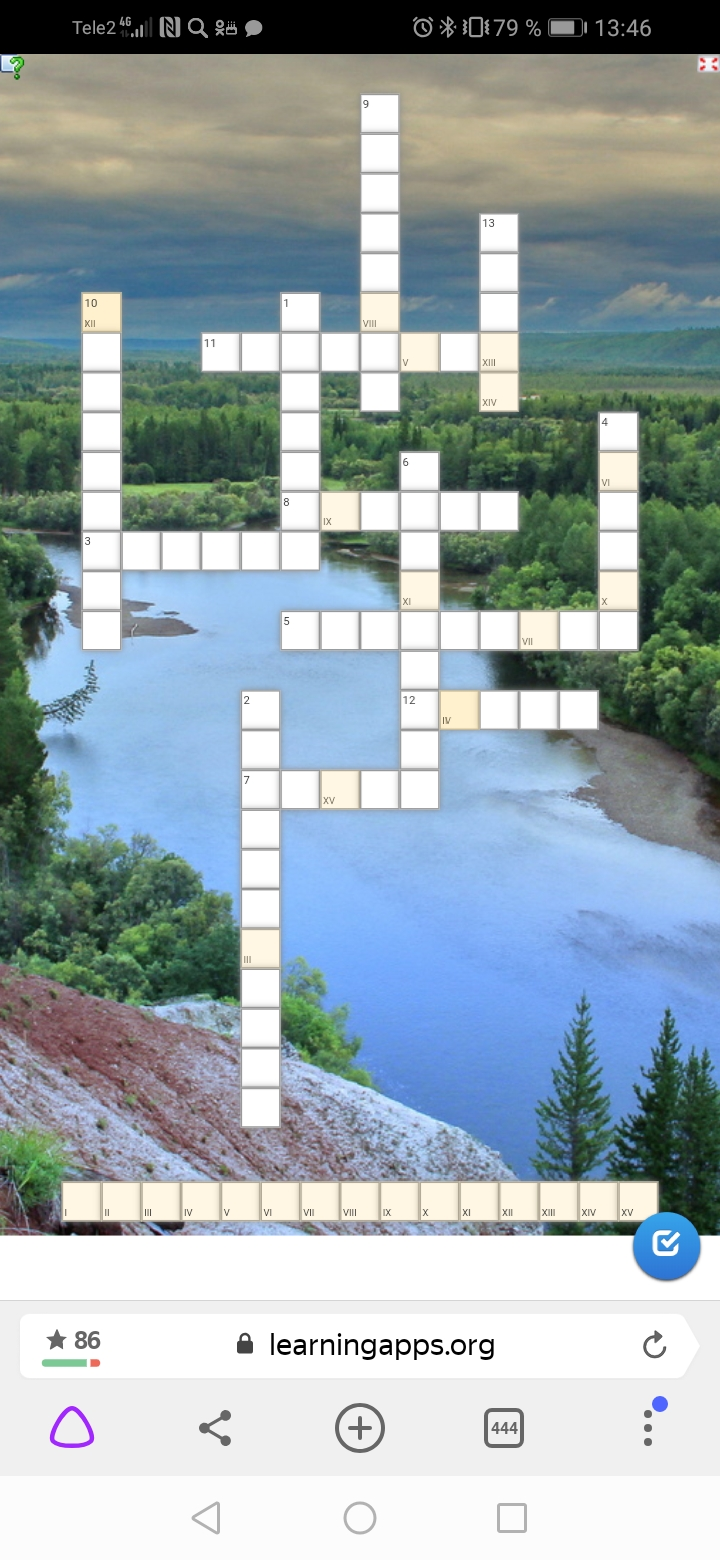 Tele2 4G 79 % 13:46
9
13
10
1
XII
VIII
11
V
XIII
XIV
4
6
VI
8
IX
3
XI
X
5
VII
2
12
IV
7
XV
III
I II III IV V VI VII VIII IX X XI XII XIII XIV XV
86 learningapps.org
444